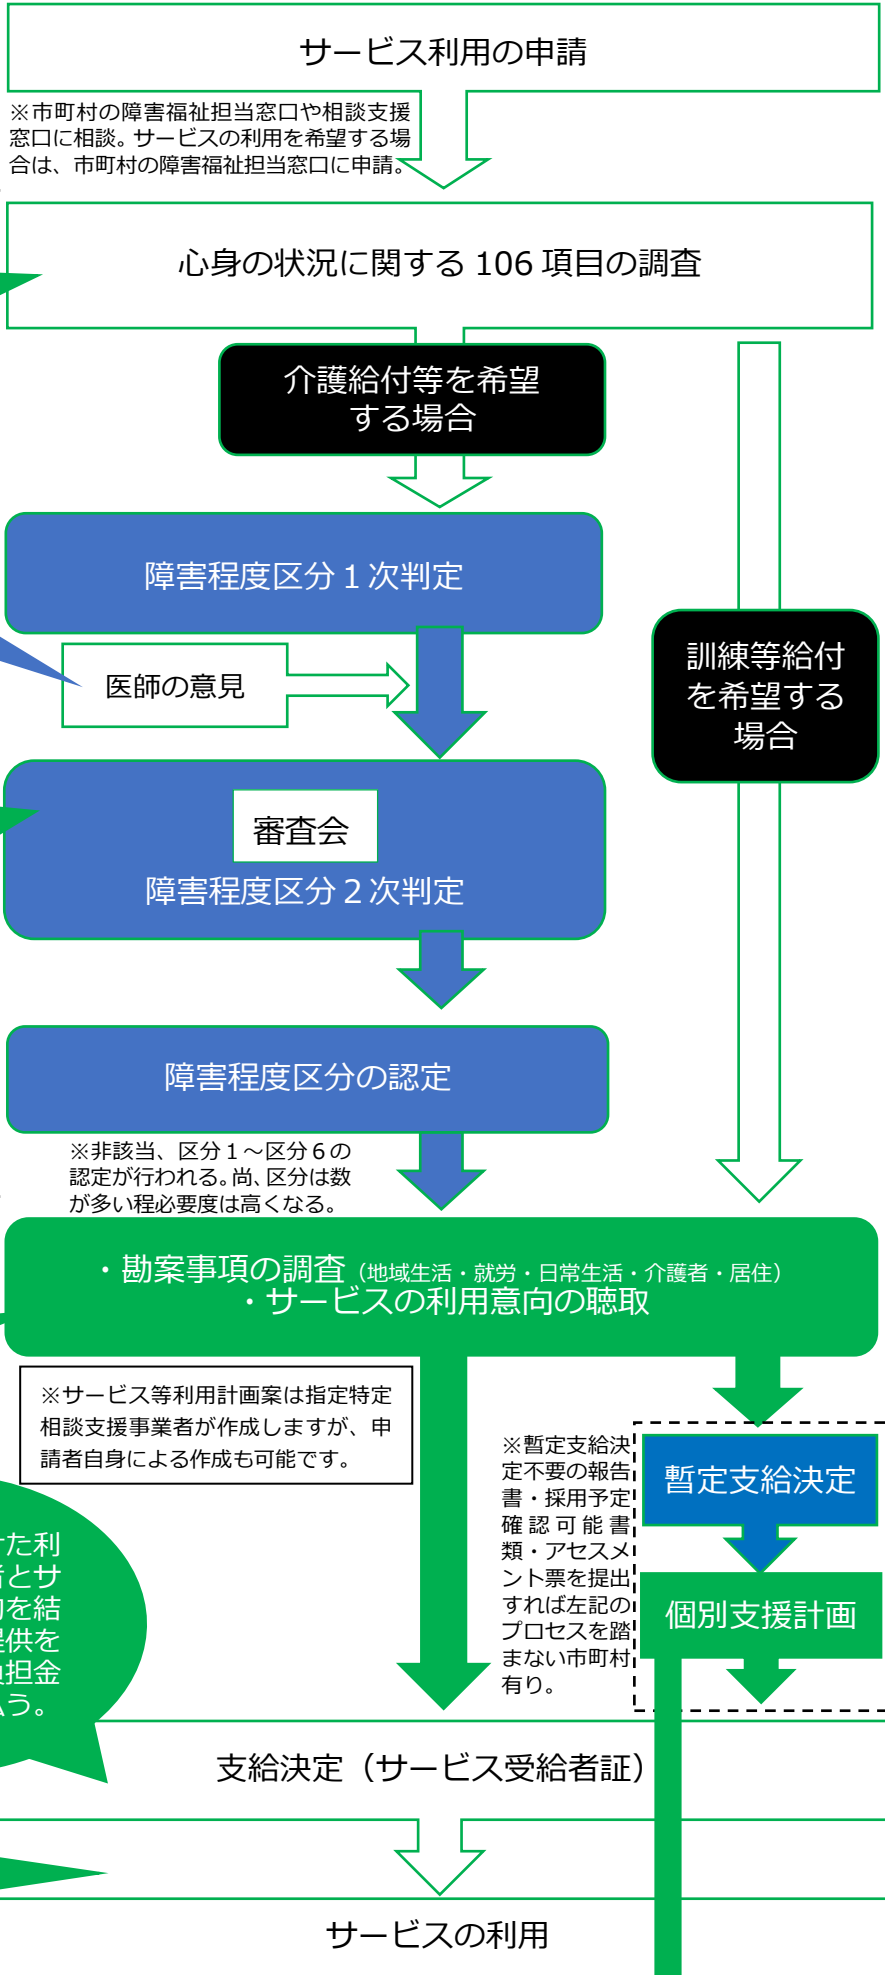 サービス利用の申請
※市町村の障害福祉担当窓口や相談支援
窓口に相談。サービスの利用を希望する場
合は、市町村の障害福祉担当窓口に申請。
心身の状況に関する 106 項目の調査
介護給付等を希望
する場合
障害程度区分１次判定
医師の意見
訓練等給付
を希望する
場合
審査会
障害程度区分２次判定
障害程度区分の認定
※非該当、区分１～区分６の
認定が行われる。尚、区分は数
が多い程必要度は高くなる。
・勘案事項の調査（地域生活・就労・日常生活・介護者・居住）
・サービスの利用意向の聴取
※サービス等利用計画案は指定特定
相談支援事業者が作成しますが、申
請者自身による作成も可能です。
※暫定支給決
定不要の報告
書・採用予定
確認可能書
類・アセスメ
ント票を提出
すれば左記の
プロセスを踏
まない市町村
有り。
暫定支給決定
個別支援計画
た利
者とサ
を結
提供を
負担金
払う。
支給決定（サービス受給者証）
サービスの利用